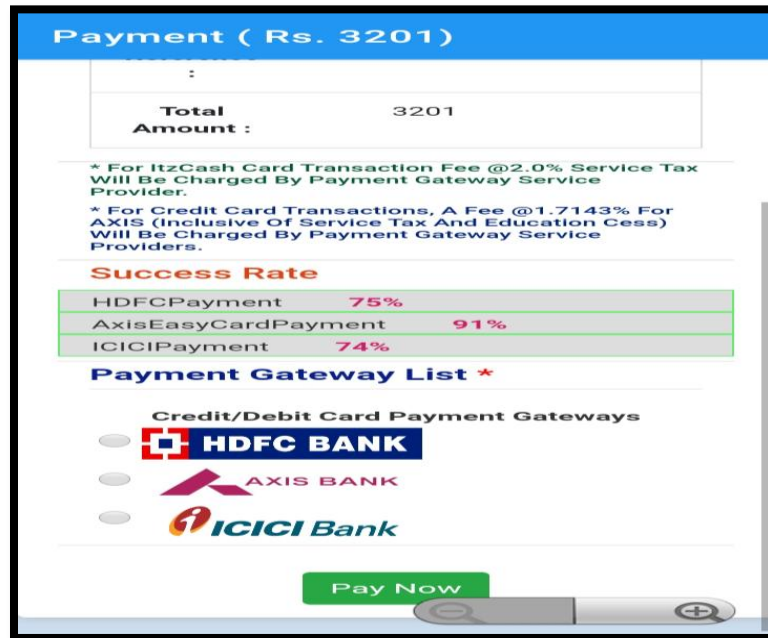 Payment ( Rs. 3201)
:
Total
Amount :
3201
* For ItzCash Card Transaction Fee @2.0% Service Tax
Will Be Charged By Payment Gateway Service
Provider.
* For Credit Card Transactions, A Fee @1.7143% For
AXIS (Inclusive Of Service Tax And Education Cess)
Will Be Charged By Payment Gateway Service
Providers.
Success Rate
HDFCPayment 75%
AxisEasyCardPayment 91%
ICICIPayment 74%
Payment Gateway List *
Credit/Debit Card Payment Gateways
HDFC BANK
AXIS BANK
ICICI Bank
Pay Now